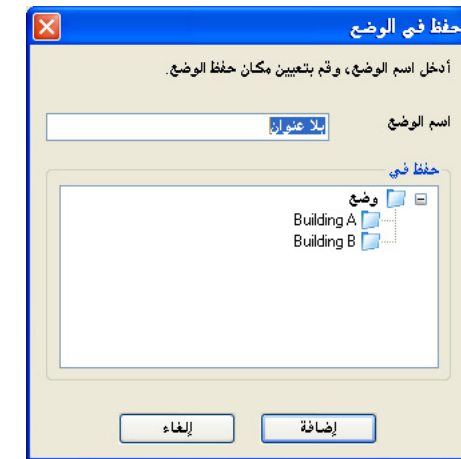 حفظ في الوضع
أدخل اسم الوضع، وقم بتعيين مكان حفظ الوضع.
اسم الوضع
بلا عنوان
حفظ في
وضع
Building A
Building B
إضافة
إلغاء